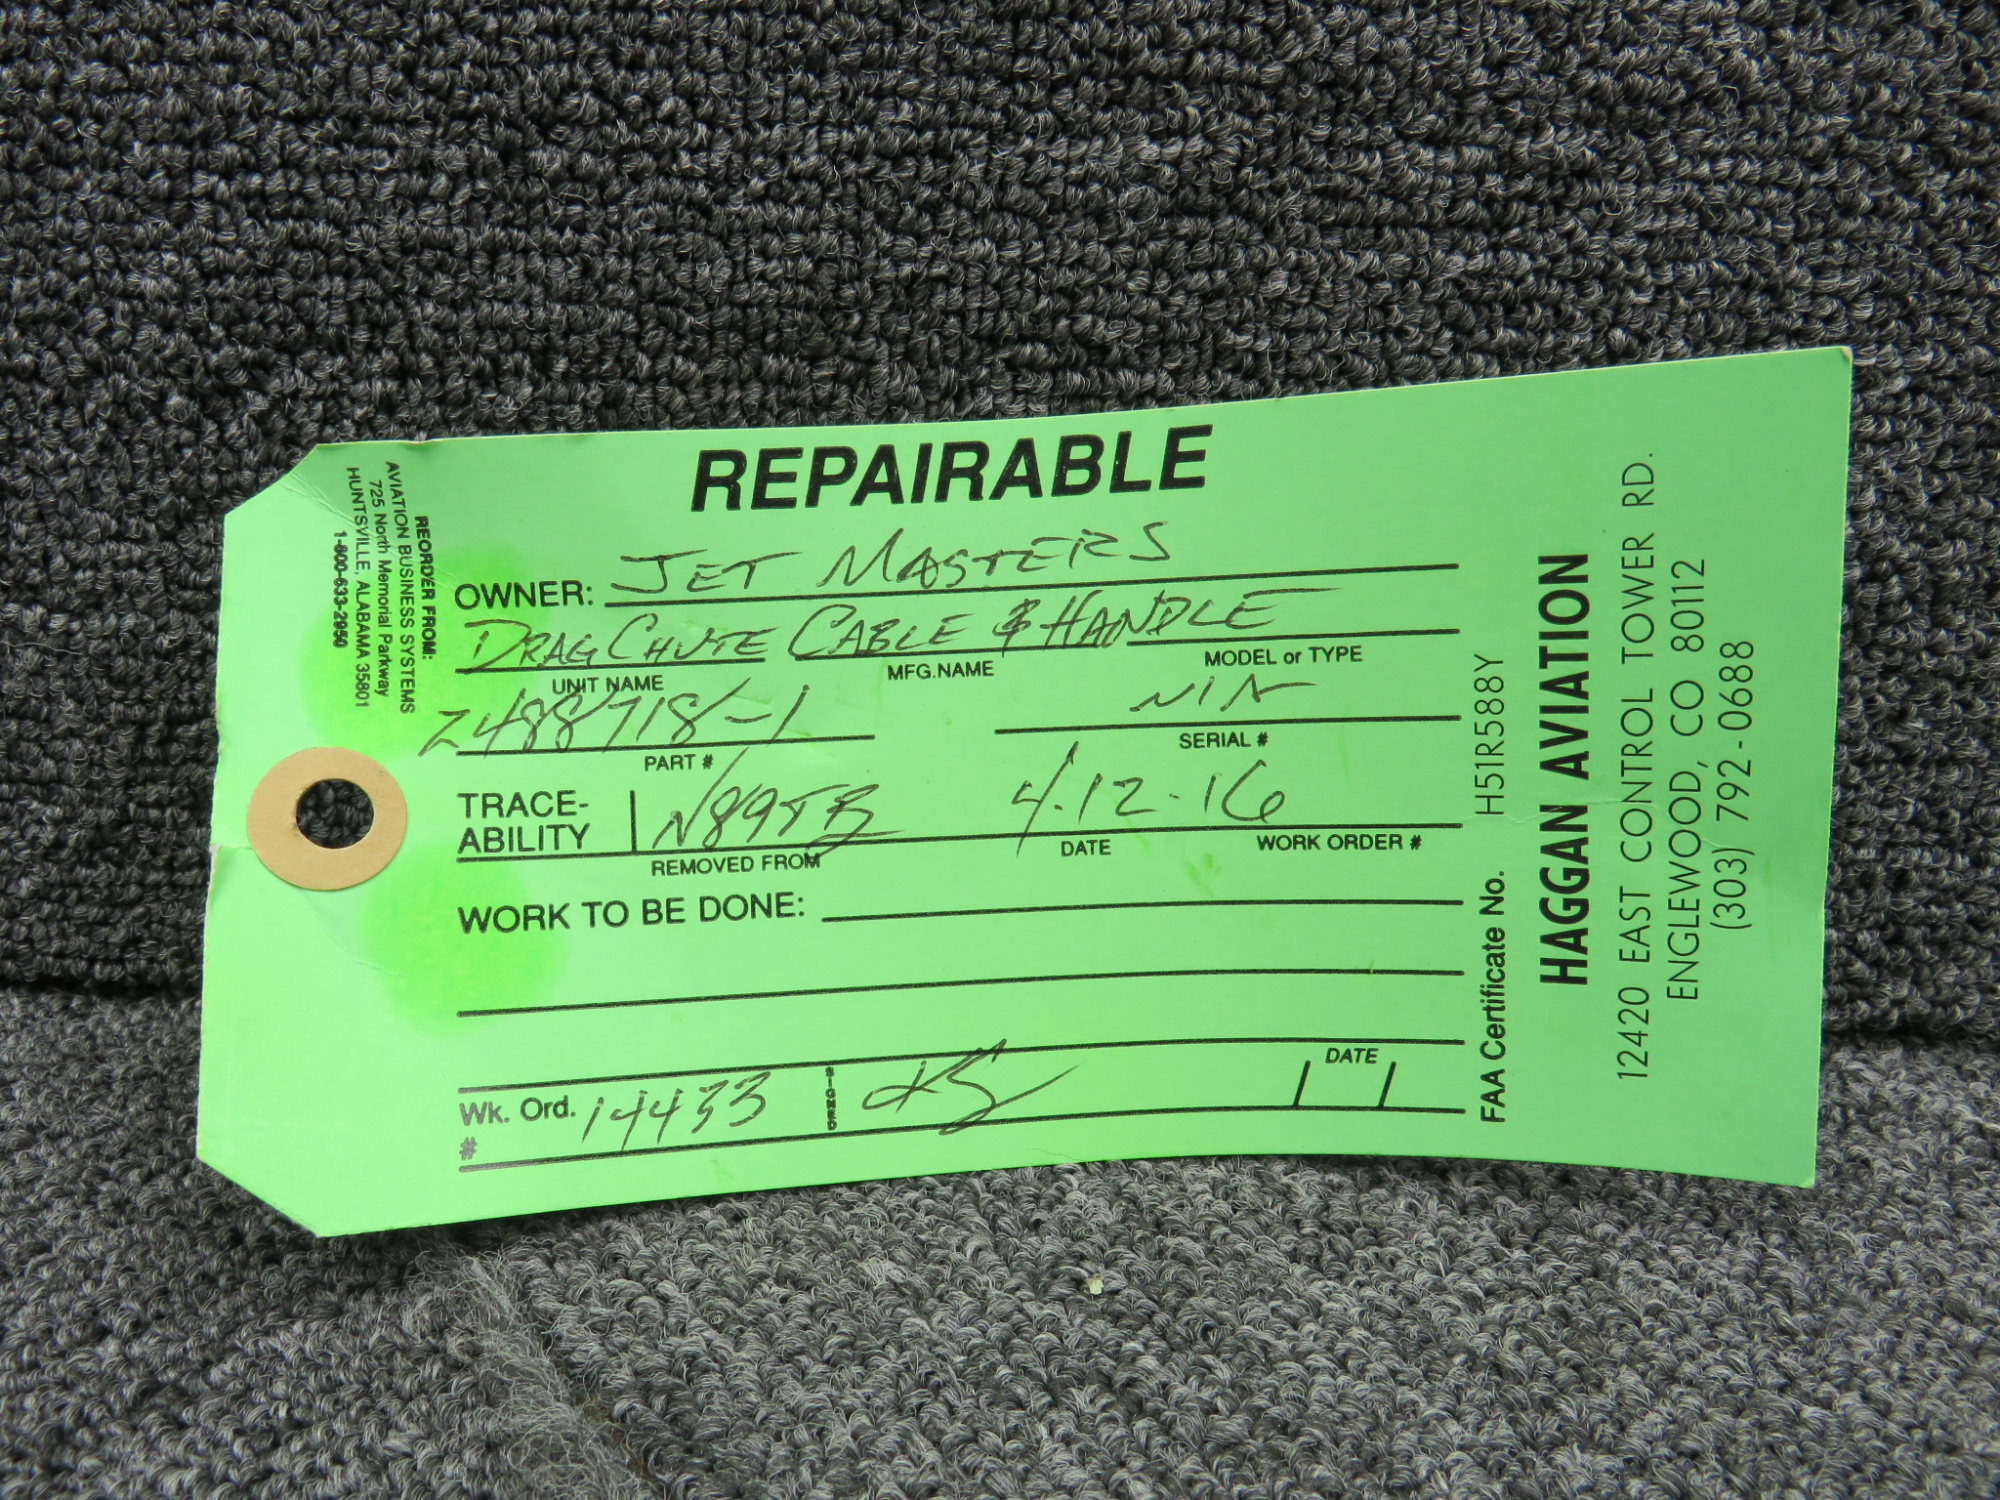 REPAIRABLE
OWNER: JET MASTERS
DRAG CHUTE CABLE & HANDLE
UNIT NAME MFG.NAME MODEL or TYPE
2488718-1 N/A
PART # SERIAL #
TRACE-
ABILITY N89TB 4-12-16
REMOVED FROM DATE WORK ORDER #
WORK TO BE DONE:
DATE
Wk. Ord. 14433 SIGNED KS
#
REORDER FROM:
AVIATION BUSINESS SYSTEMS
725 North Memorial Parkway
HUNTSVILLE, ALABAMA 35801
1-800-633-2950
FAA Certificate No. H51R588Y
HAGGAN AVIATION
12420 EAST CONTROL TOWER RD.
ENGLEWOOD, CO 80112
(303) 792-0688